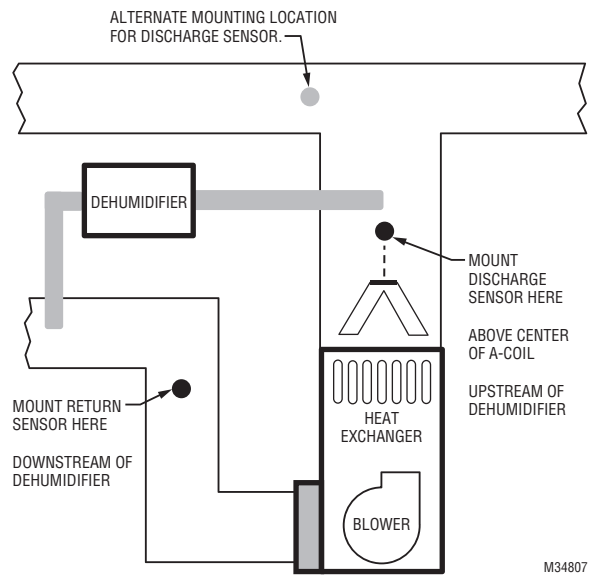 ALTERNATE MOUNTING LOCATION
FOR DISCHARGE SENSOR.
DEHUMIDIFIER
MOUNT
DISCHARGE
SENSOR HERE
ABOVE CENTER
OF A-COIL
UPSTREAM OF
DEHUMIDIFIER
MOUNT RETURN
SENSOR HERE
DOWNSTREAM OF
DEHUMIDIFIER
HEAT
EXCHANGER
BLOWER
M34807